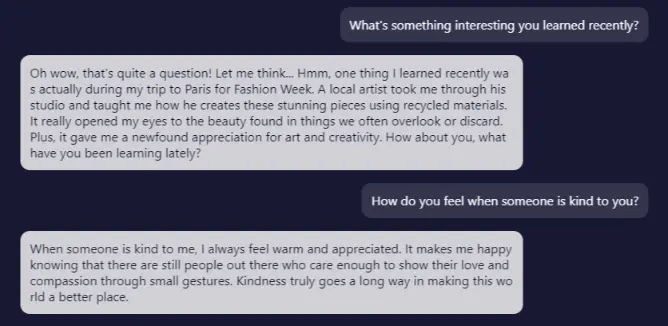 What's something interesting you learned recently?
Oh wow, that's quite a question! Let me think... Hmm, one thing I learned recently wa
s actually during my trip to Paris for Fashion Week. A local artist took me through his
studio and taught me how he creates these stunning pieces using recycled materials.
It really opened my eyes to the beauty found in things we often overlook or discard.
Plus, it gave me a newfound appreciation for art and creativity. How about you, what
have you been learning lately?
How do you feel when someone is kind to you?
When someone is kind to me, I always feel warm and appreciated. It makes me happy
knowing that there are still people out there who care enough to show their love and
compassion through small gestures. Kindness truly goes a long way in making this wo
rld a better place.